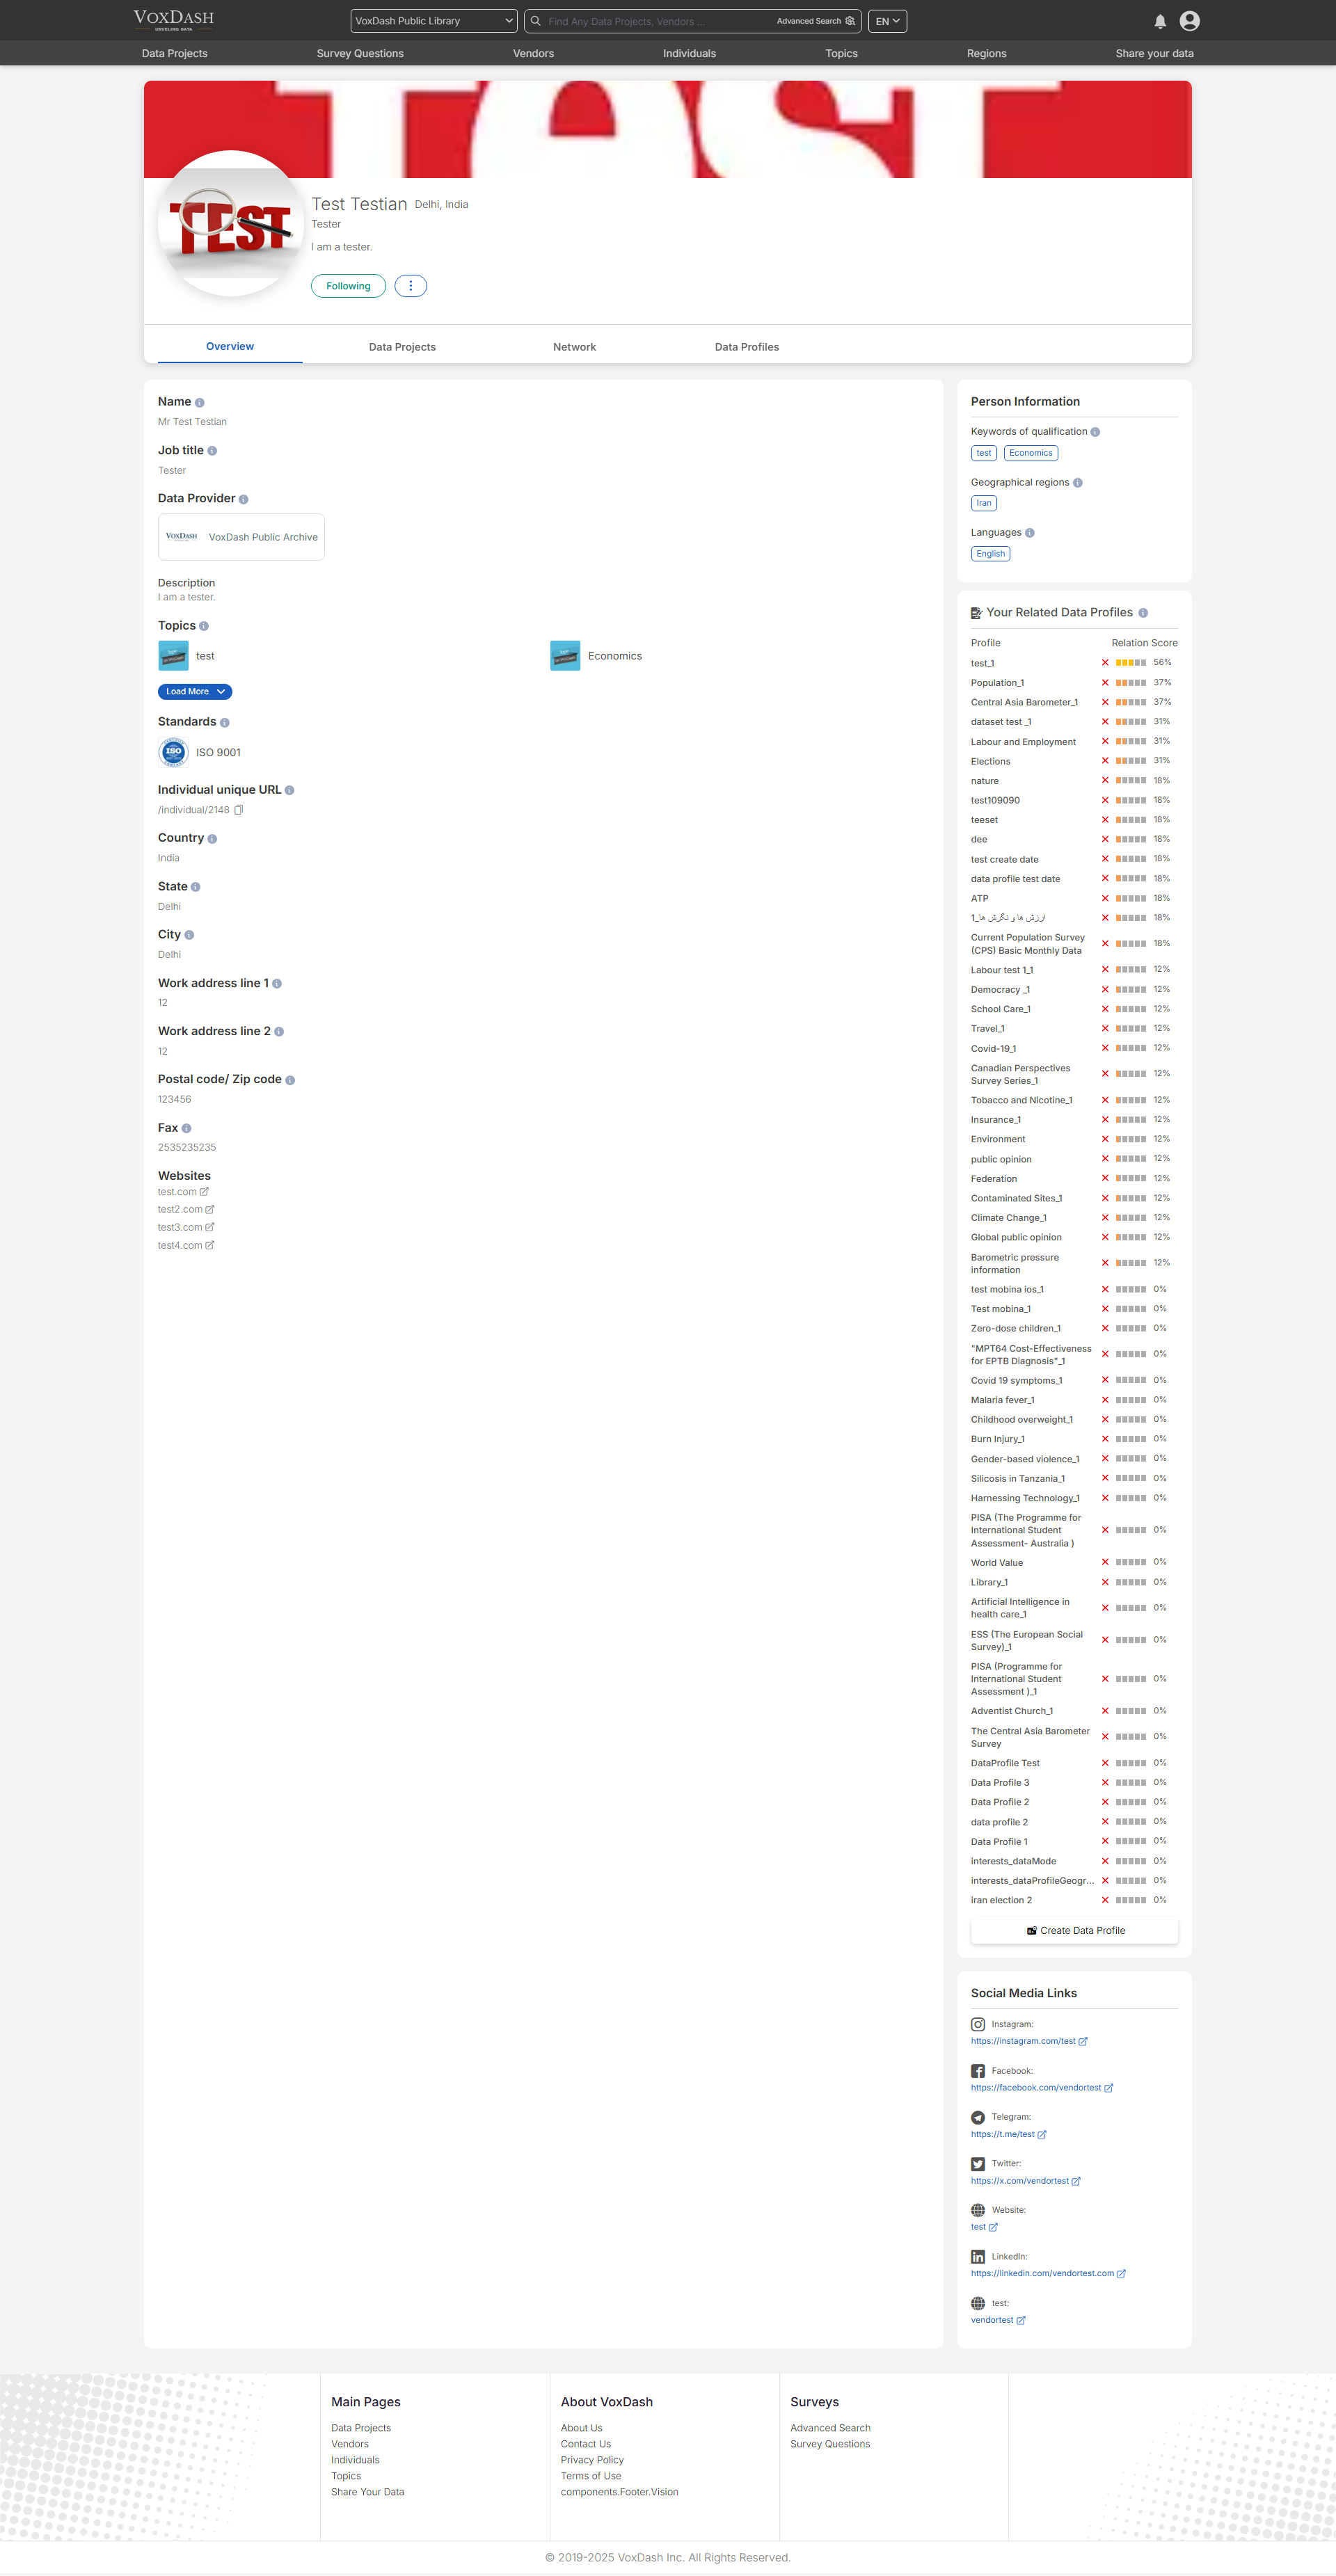 VOXDASH
UNVEILING DATA
VoxDash Public Library
Find Any Data Projects, Vendors ...
Advanced Search
EN
Data Projects
Survey Questions
Vendors
Individuals
Topics
Regions
Share your data
TEST
Test Testian Delhi, India
Tester
I am a tester.
Following
Overview
Data Projects
Network
Data Profiles
Name
Mr Test Testian
Job title
Tester
Data Provider
VOXDASH VoxDash Public Archive
Description
I am a tester.
Topics
test
Economics
Load More
Standards
ISO ISO 9001
Individual unique URL
/individual/2148
Country
India
State
Delhi
City
Delhi
Work address line 1
12
Work address line 2
12
Postal code/ Zip code
123456
Fax
2535235235
Websites
test.com
test2.com
test3.com
test4.com
Person Information
Keywords of qualification
test Economics
Geographical regions
Iran
Languages
English
Your Related Data Profiles
Profile Relation Score
test_1 56%
Population_1 37%
Central Asia Barometer_1 37%
dataset test _1 31%
Labour and Employment 31%
Elections 31%
nature 18%
test109090 18%
teeset 18%
dee 18%
test create date 18%
data profile test date 18%
ATP 18%
ارزش ها و نگرش ها_1 18%
Current Population Survey
(CPS) Basic Monthly Data 18%
Labour test 1_1 12%
Democracy _1 12%
School Care_1 12%
Travel_1 12%
Covid-19_1 12%
Canadian Perspectives
Survey Series_1 12%
Tobacco and Nicotine_1 12%
Insurance_1 12%
Environment 12%
public opinion 12%
Federation 12%
Contaminated Sites_1 12%
Climate Change_1 12%
Global public opinion 12%
Barometric pressure
information 12%
test mobina ios_1 0%
Test mobina_1 0%
Zero-dose children_1 0%
"MPT64 Cost-Effectiveness
for EPTB Diagnosis"_1 0%
Covid 19 symptoms_1 0%
Malaria fever_1 0%
Childhood overweight_1 0%
Burn Injury_1 0%
Gender-based violence_1 0%
Silicosis in Tanzania_1 0%
Harnessing Technology_1 0%
PISA (The Programme for
International Student
Assessment- Australia ) 0%
World Value 0%
Library_1 0%
Artificial Intelligence in
health care_1 0%
ESS (The European Social
Survey)_1 0%
PISA (Programme for
International Student
Assessment )_1 0%
Adventist Church_1 0%
The Central Asia Barometer
Survey 0%
DataProfile Test 0%
Data Profile 3 0%
Data Profile 2 0%
data profile 2 0%
Data Profile 1 0%
interests_dataMode 0%
interests_dataProfileGeogr... 0%
iran election 2 0%
Create Data Profile
Social Media Links
Instagram:
https://instagram.com/test
Facebook:
https://facebook.com/vendortest
Telegram:
https://t.me/test
Twitter:
https://x.com/vendortest
Website:
test
LinkedIn:
https://linkedin.com/vendortest.com
test:
vendortest
Main Pages
Data Projects
Vendors
Individuals
Topics
Share Your Data
About VoxDash
About Us
Contact Us
Privacy Policy
Terms of Use
components.Footer.Vision
Surveys
Advanced Search
Survey Questions
© 2019-2025 VoxDash Inc. All Rights Reserved.